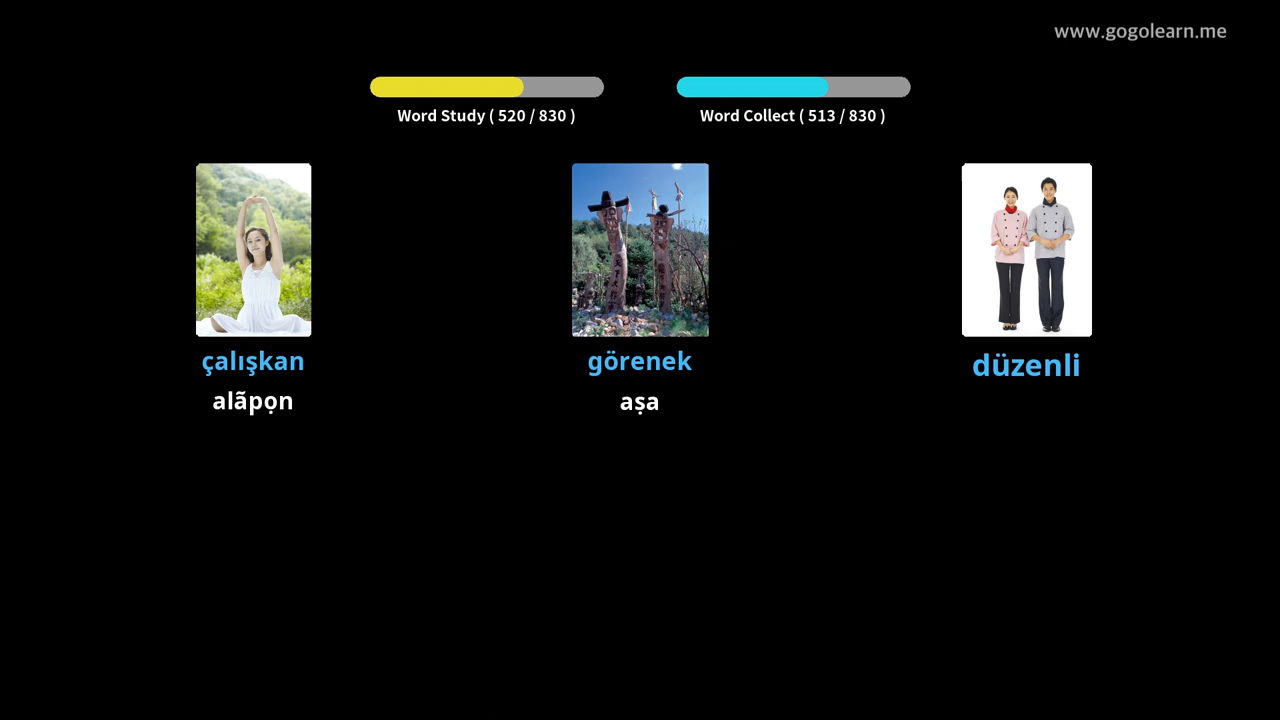 www.gogolearn.me
Word Study ( 520 / 830 )
Word Collect ( 513 / 830 )
çalışkan
alãpọn
görenek
aṣa
düzenli